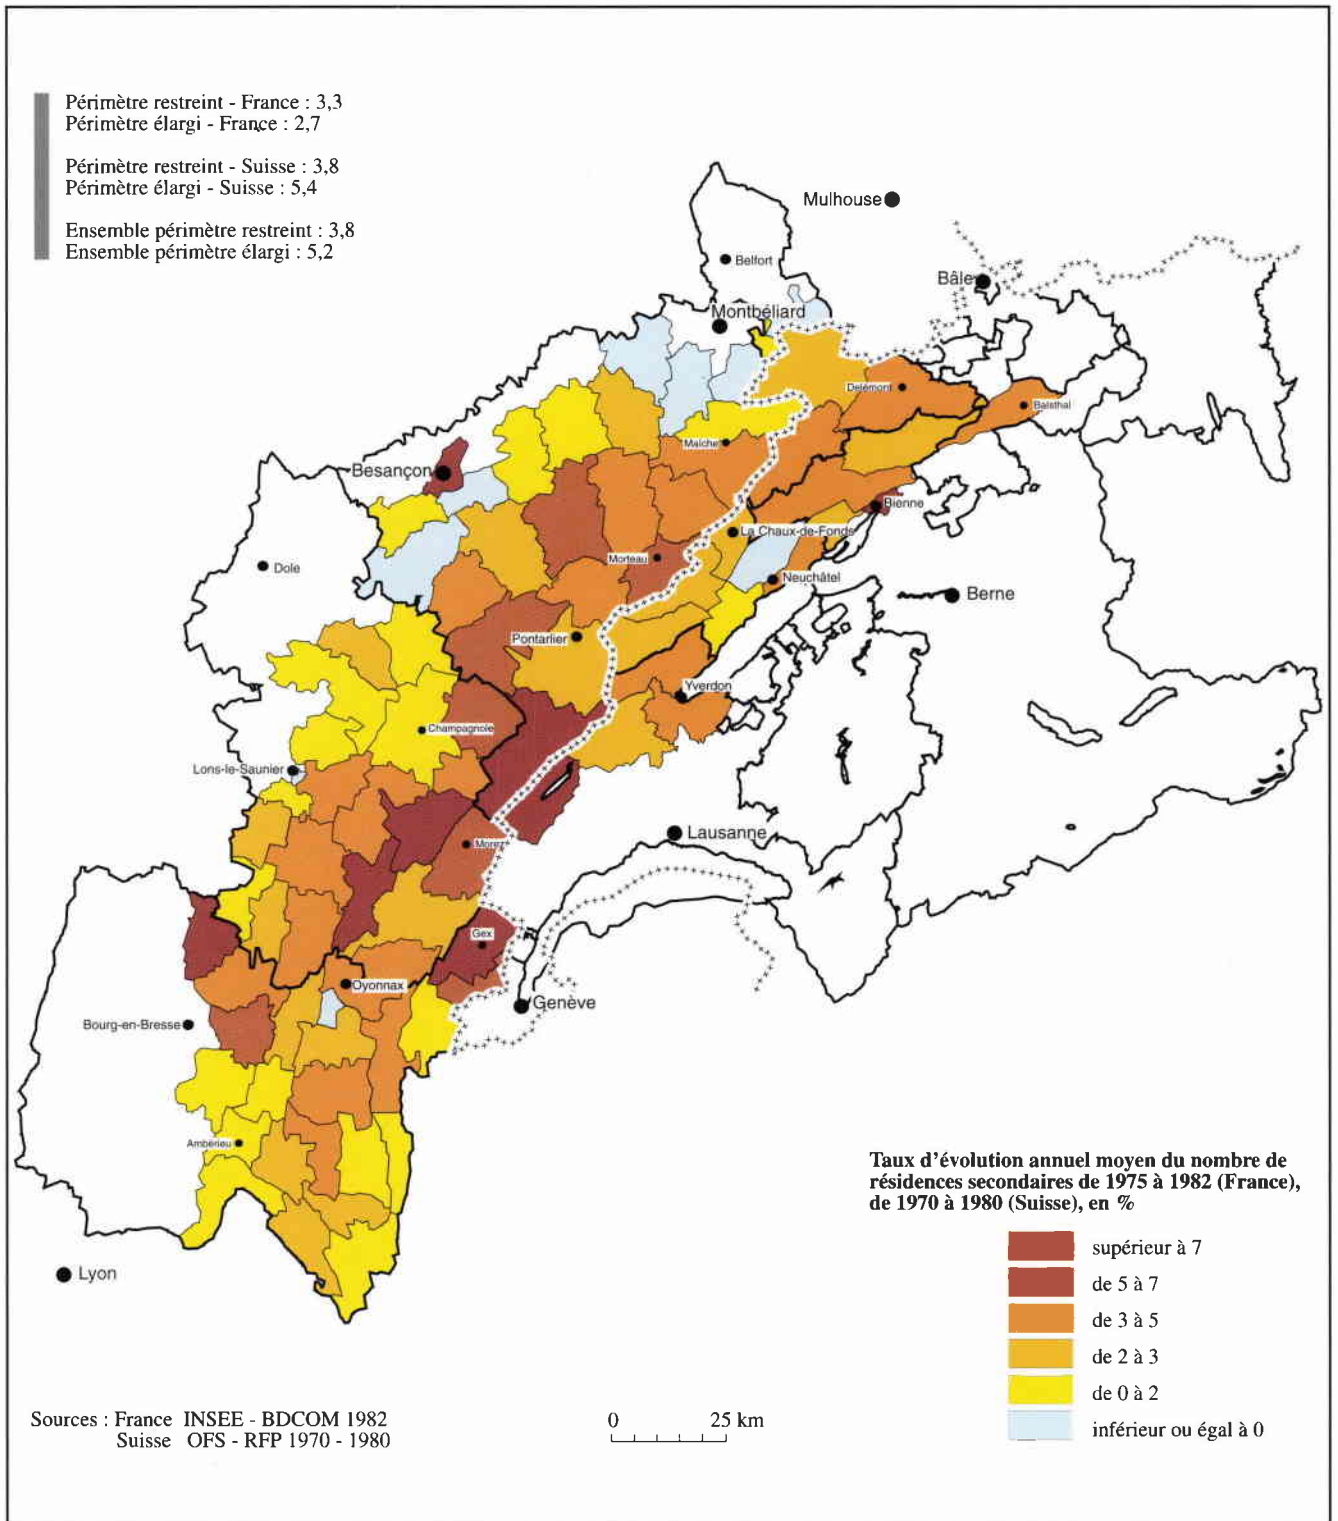 Périmètre restreint - France : 3,3
Périmètre élargi - France : 2,7
Périmètre restreint - Suisse : 3,8
Périmètre élargi - Suisse : 5,4
Ensemble périmètre restreint : 3,8
Ensemble périmètre élargi : 5,2
Mulhouse
Belfort
Bâle
Montbéliard
Delémont
Balsthal
Maîche
Besançon
Bienne
La Chaux-de-Fonds
Morteau
Dole
Neuchâtel
Berne
Pontarlier
Yverdon
Champagnole
Lons-le-Saunier
Lausanne
Morez
Gex
Oyonnax
Genève
Bourg-en-Bresse
Ambérieu
Lyon
Taux d'évolution annuel moyen du nombre de
résidences secondaires de 1975 à 1982 (France),
de 1970 à 1980 (Suisse), en %
supérieur à 7
de 5 à 7
de 3 à 5
de 2 à 3
de 0 à 2
inférieur ou égal à 0
Sources : France INSEE - BDCOM 1982
Suisse OFS - RFP 1970 - 1980
0 25 km